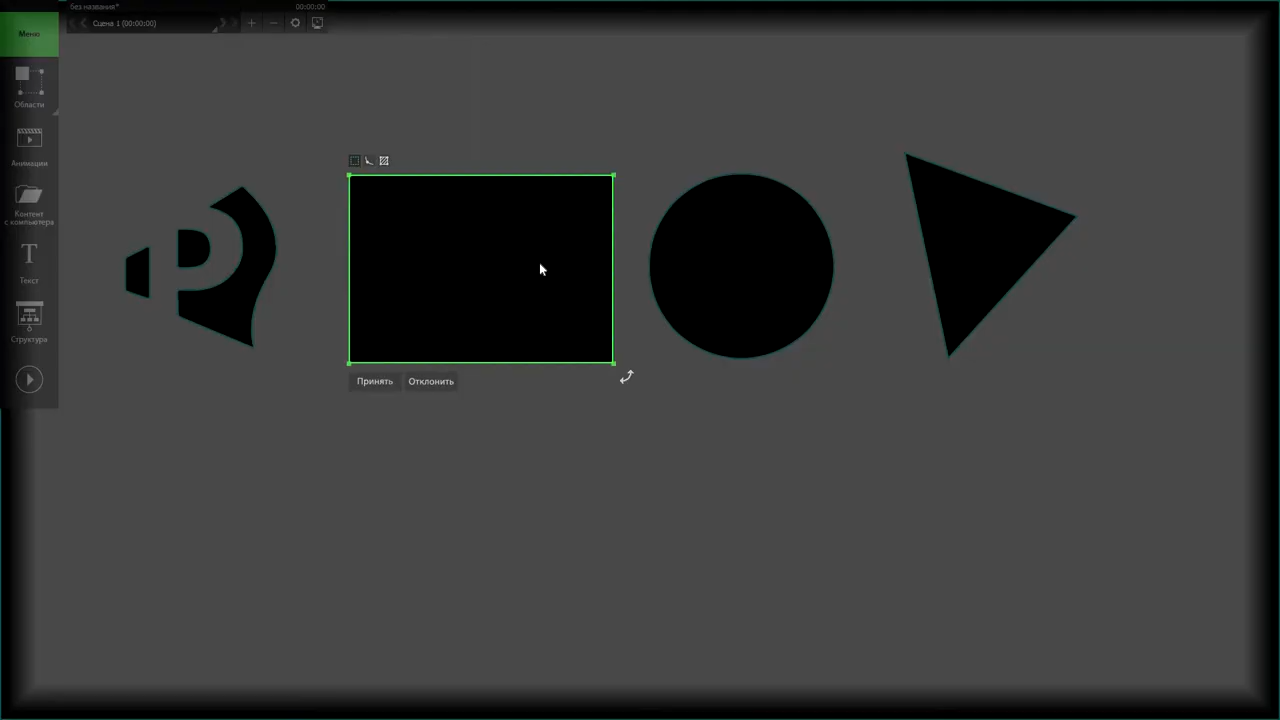 без названия* 00:00:00
Сцена 1 (00:00:00)
Меню
Области
Анимации
Контент
с компьютера
Т
Текст
Структура
Принять Отклонить